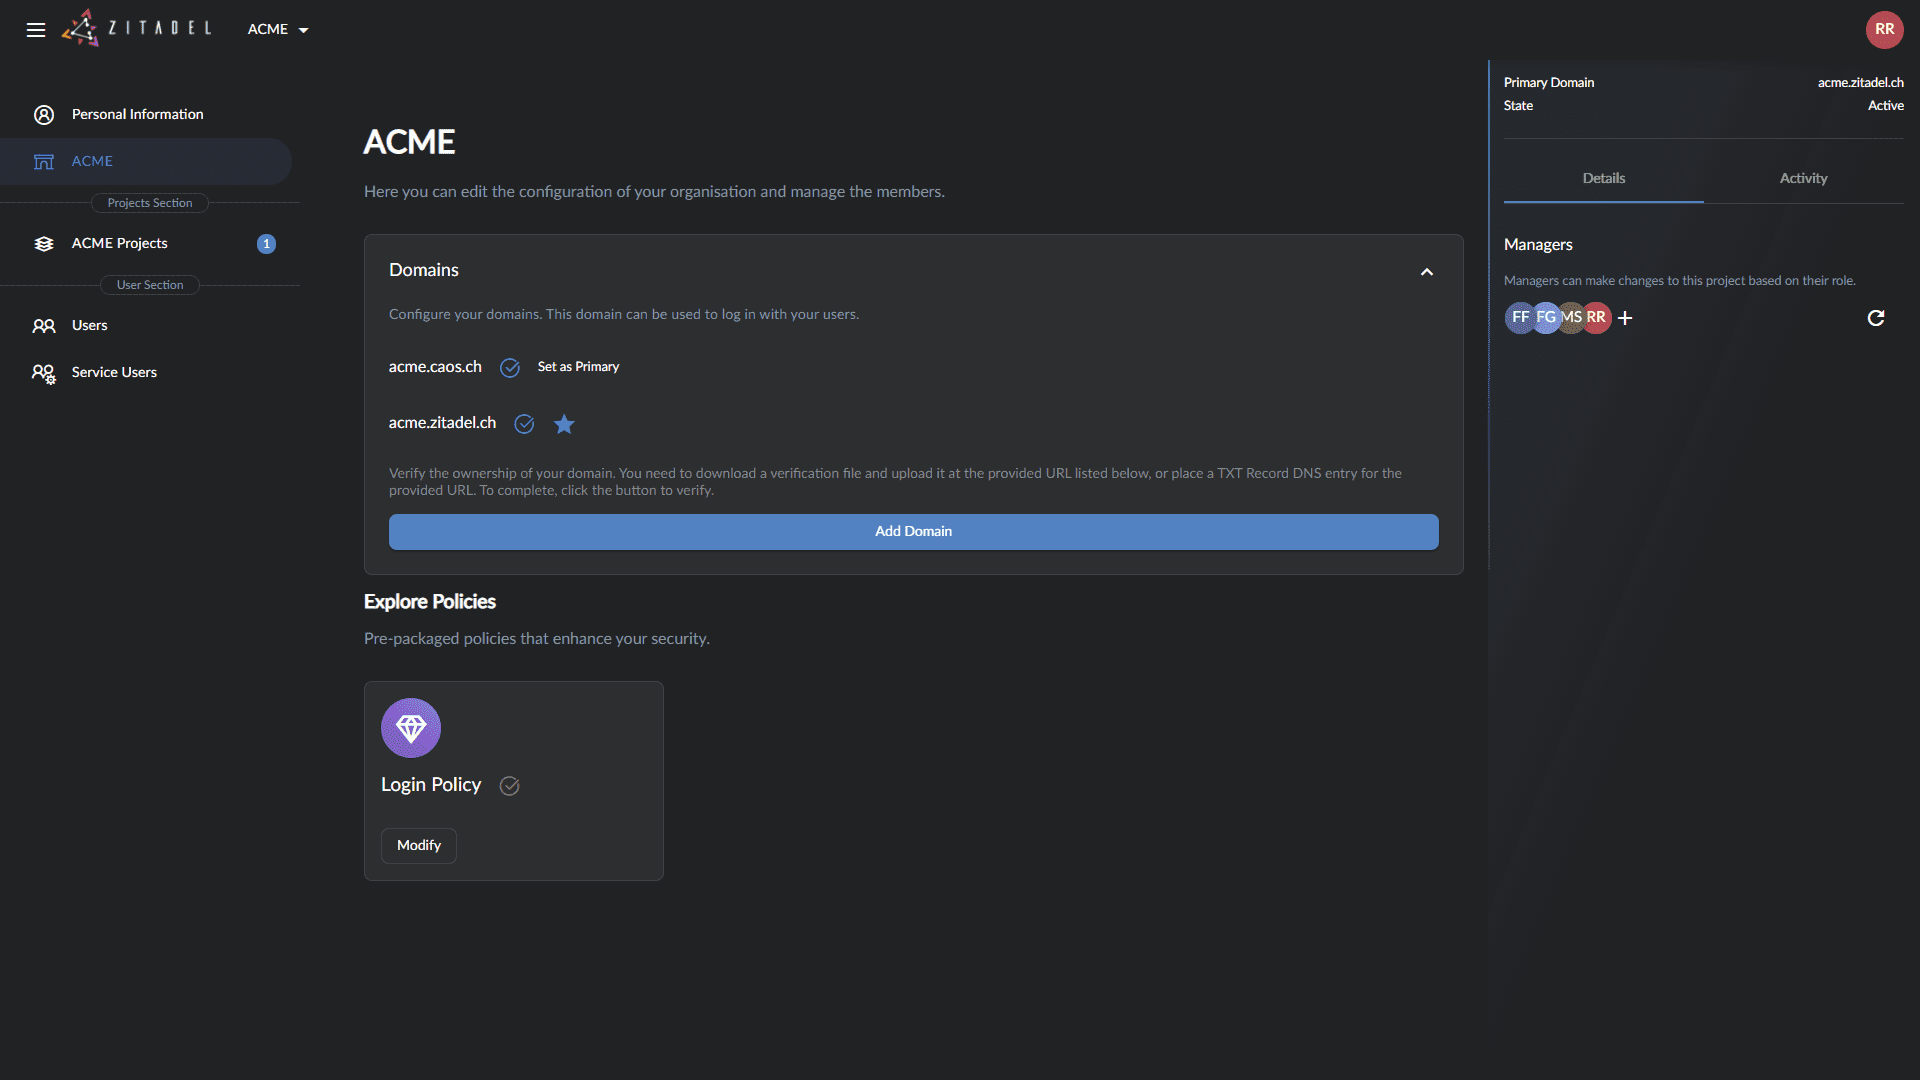 ZITADEL
ACME
RR
Personal Information
ACME
Projects Section
ACME Projects
1
User Section
Users
Service Users
ACME
Here you can edit the configuration of your organisation and manage the members.
Domains
Configure your domains. This domain can be used to log in with your users.
acme.caos.ch
Set as Primary
acme.zitadel.ch
Verify the ownership of your domain. You need to download a verification file and upload it at the provided URL listed below, or place a TXT Record DNS entry for the
provided URL. To complete, click the button to verify.
Add Domain
Explore Policies
Pre-packaged policies that enhance your security.
Login Policy
Modify
Primary Domain acme.zitadel.ch
State Active
Details Activity
Managers
Managers can make changes to this project based on their role.
FF FG MS RR